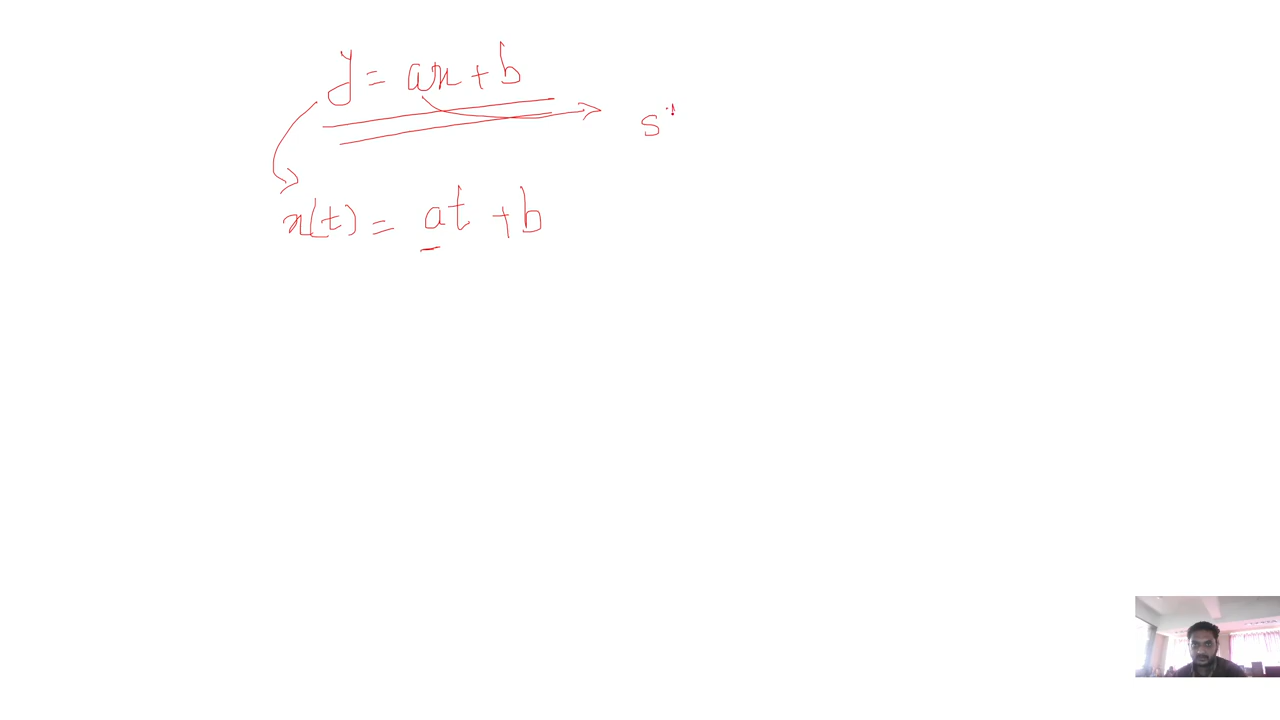 y = ax + b
s
x(t) = at + b